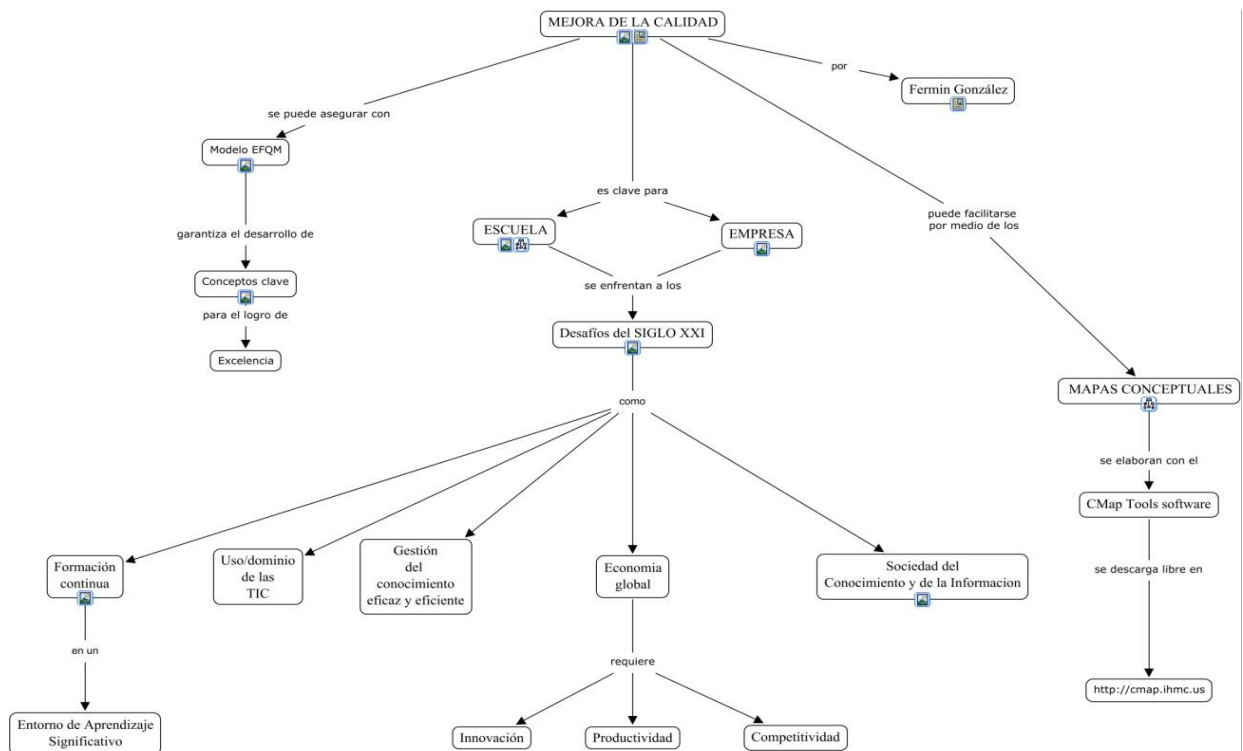 MEJORA DE LA CALIDAD
por
Fermin González
se puede asegurar con
Modelo EFQM
es clave para
ESCUELA
EMPRESA
puede facilitarse
por medio de los
garantiza el desarrollo de
Conceptos clave
se enfrentan a los
para el logro de
Desafíos del SIGLO XXI
Excelencia
MAPAS CONCEPTUALES
como
se elaboran con el
CMap Tools software
Formación
continua
Uso/dominio
de las
TIC
Gestión
del
conocimiento
eficaz y eficiente
Economia
global
Sociedad del
Conocimiento y de la Informacion
se descarga libre en
en un
requiere
http://cmap.ihmc.us
Entorno de Aprendizaje
Significativo
Innovación
Productividad
Competitividad